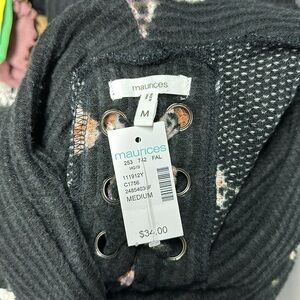 maurices
M
maurices
253 742 FAL
111912Y
C1756
MEDIUM
$34.00